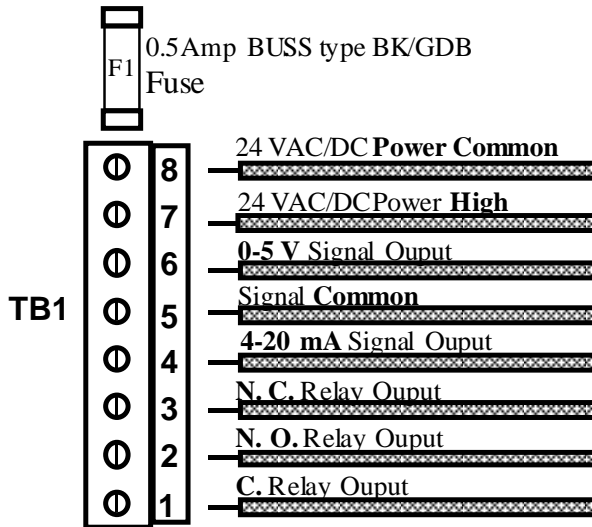 F1
0.5Amp BUSS type BK/GDB
Fuse
TB1
8 24 VAC/DC Power Common
7 24 VAC/DCPower High
6 0-5 V Signal Ouput
5 Signal Common
4 4-20 mA Signal Ouput
3 N. C. Relay Ouput
2 N. O. Relay Ouput
1 C. Relay Output